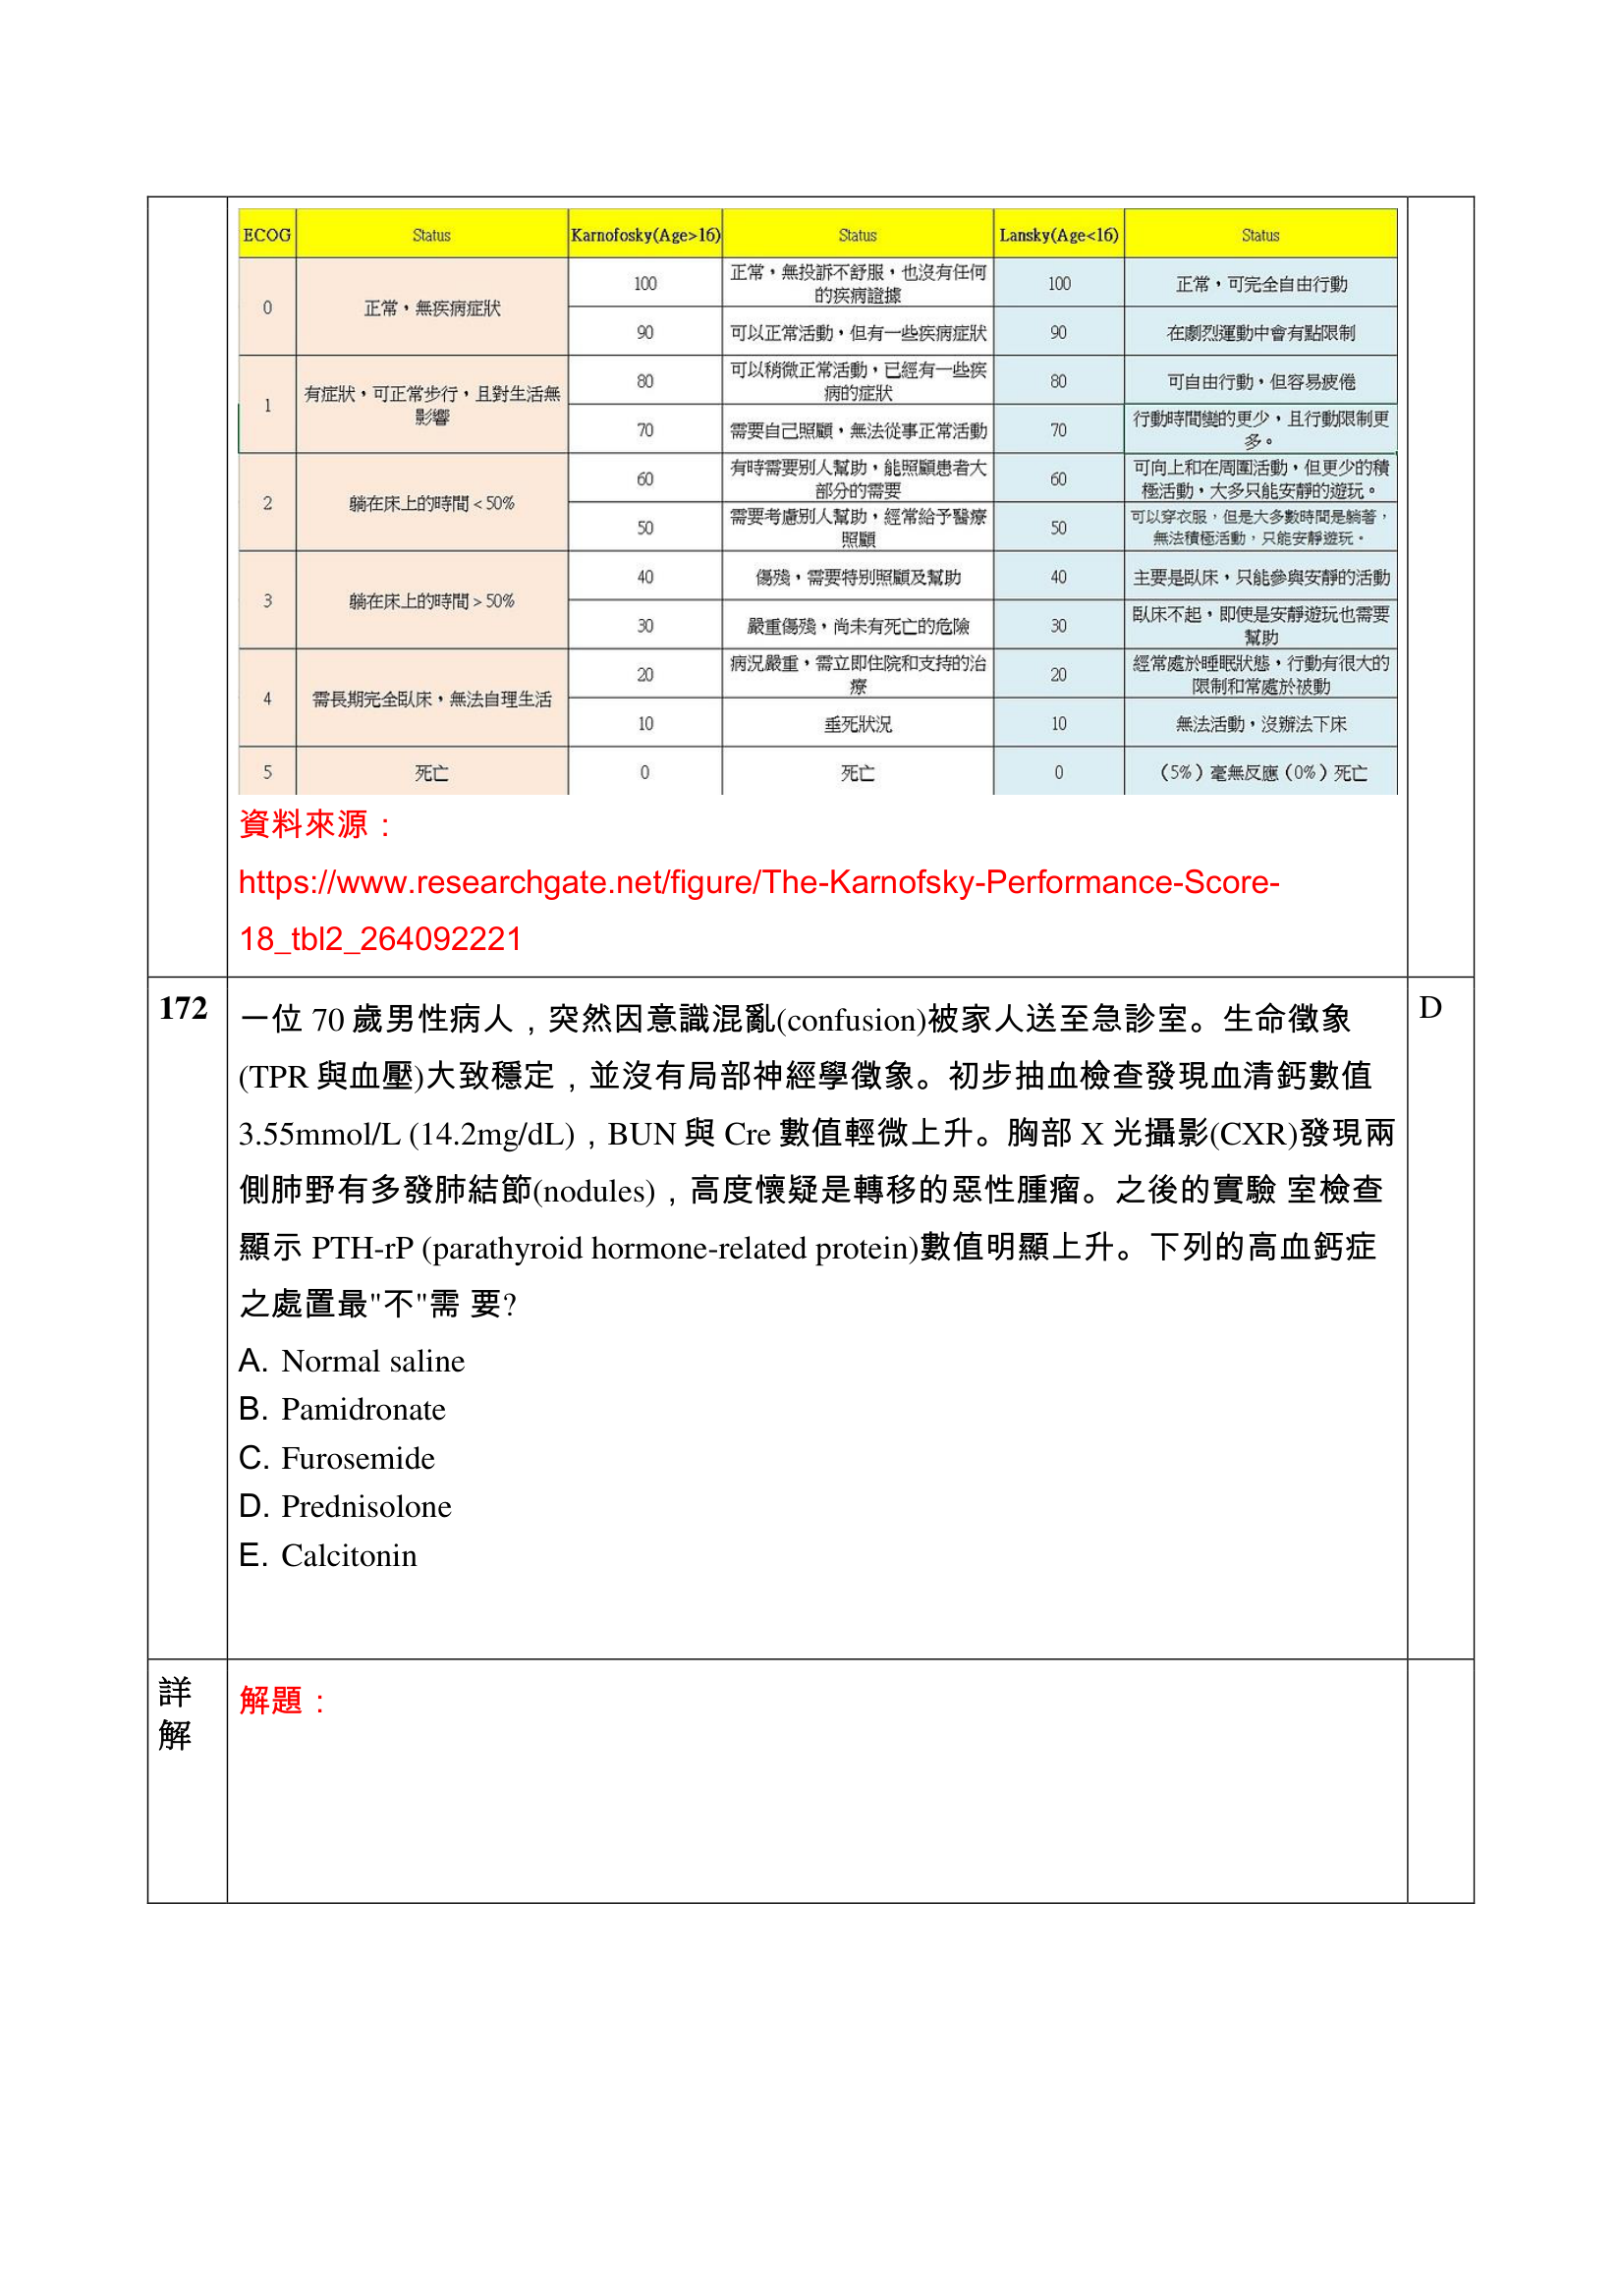 ECOG Status Karnofosky(Age>16) Status Lansky(Age<16) Status
0 正常，無疾病症狀 100 正常，無投訴不舒服，也沒有任何的疾病證據 100 正常，可完全自由行動
90 可以正常活動，但有一些疾病症狀 90 在劇烈運動中會有點限制
1 有症狀，可正常步行，且對生活無影響 80 可以稍微正常活動，已經有一些疾病的症狀 80 可自由行動，但容易疲倦
70 需要自己照顧，無法從事正常活動 70 行動時間變的更少，且行動限制更多。
2 躺在床上的時間＜50% 60 有時需要別人幫助，能照顧患者大部分的需要 60 可向上和在周圍活動，但更少的積極活動，大多只能安靜的遊玩。
50 需要考慮別人幫助，經常給予醫療照顧 50 可以穿衣服，但是大多數時間是躺著，無法積極活動，只能安靜遊玩。
3 躺在床上的時間＞50% 40 傷殘，需要特別照顧及幫助 40 主要是臥床，只能參與安靜的活動
30 嚴重傷殘，尚未有死亡的危險 30 臥床不起，即使是安靜遊玩也需要幫助
4 需長期完全臥床，無法自理生活 20 病況嚴重，需立即住院和支持的治療 20 經常處於睡眠狀態，行動有很大的限制和常處於被動
10 垂死狀況 10 無法活動，沒辦法下床
5 死亡 0 死亡 0 （5%）毫無反應（0%）死亡
資料來源：
https://www.researchgate.net/figure/The-Karnofsky-Performance-Score-
18_tbl2_264092221
172 一位 70 歲男性病人，突然因意識混亂(confusion)被家人送至急診室。生命徵象 D
(TPR 與血壓)大致穩定，並沒有局部神經學徵象。初步抽血檢查發現血清鈣數值
3.55mmol/L (14.2mg/dL)，BUN 與 Cre 數值輕微上升。胸部 X 光攝影(CXR)發現兩
側肺野有多發肺結節(nodules)，高度懷疑是轉移的惡性腫瘤。之後的實驗 室檢查
顯示 PTH-rP (parathyroid hormone-related protein)數值明顯上升。下列的高血鈣症
之處置最"不"需 要?
A. Normal saline
B. Pamidronate
C. Furosemide
D. Prednisolone
E. Calcitonin
詳解 解題：